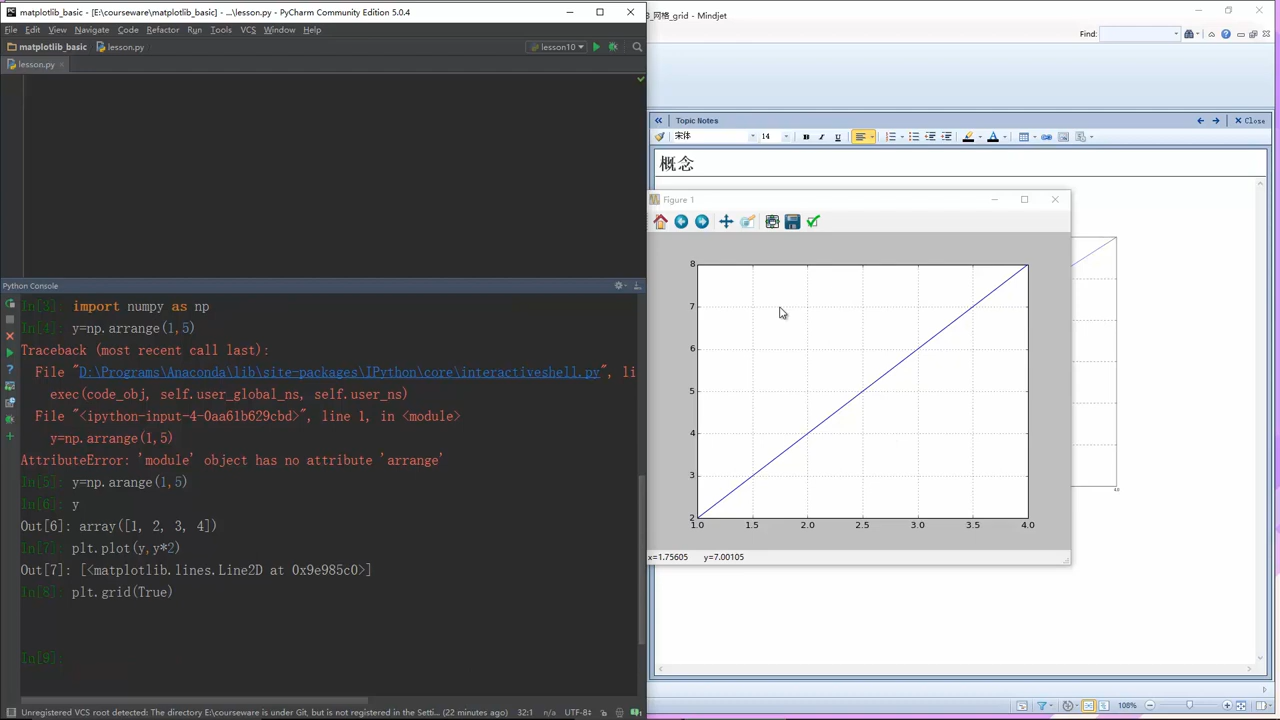 matplotlib_basic - [E:\courseware\matplotlib_basic] - ...\lesson.py - PyCharm Community Edition 5.0.4
File Edit View Navigate Code Refactor Run Tools VCS Window Help
matplotlib_basic lesson.py
lesson10
lesson.py
Python Console
In[3]: import numpy as np
In[4]: y=np.arrange(1,5)
Traceback (most recent call last):
File "D:\Programs\Anaconda\lib\site-packages\IPython\core\interactiveshell.py", li
exec(code_obj, self.user_global_ns, self.user_ns)
File "<ipython-input-4-0aa61b629cbd>", line 1, in <module>
y=np.arrange(1,5)
AttributeError: 'module' object has no attribute 'arrange'
In[5]: y=np.arange(1,5)
In[6]: y
Out[6]: array([1, 2, 3, 4])
In[7]: plt.plot(y,y*2)
Out[7]: [<matplotlib.lines.Line2D at 0x9e985c0>]
In[8]: plt.grid(True)
In[9]:
Unregistered VCS root detected: The directory E:\courseware is under Git, but is not registered in the Setti... (22 minutes ago) 32:1 n/a UTF-8
_网格_grid - Mindjet
Find:
Topic Notes
Close
宋体 14 B I U
概念
Figure 1
8
7
6
5
4
3
2
1.0 1.5 2.0 2.5 3.0 3.5 4.0
x=1.75605 y=7.00105
4.0
108%